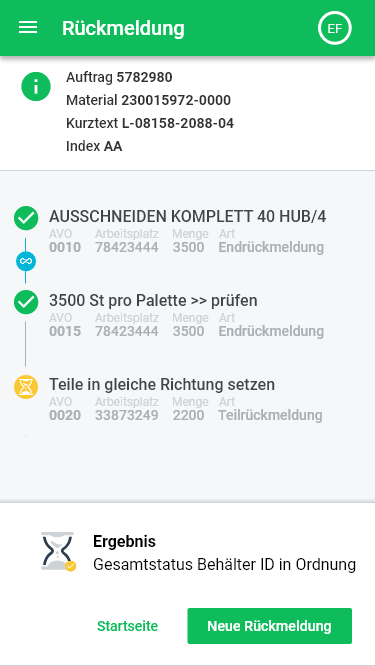 Rückmeldung
EF
Auftrag 5782980
Material 230015972-0000
Kurztext L-08158-2088-04
Index AA
AUSSCHNEIDEN KOMPLETT 40 HUB/4
AVO Arbeitsplatz Menge Art
0010 78423444 3500 Endrückmeldung
3500 St pro Palette >> prüfen
AVO Arbeitsplatz Menge Art
0015 78423444 3500 Endrückmeldung
Teile in gleiche Richtung setzen
AVO Arbeitsplatz Menge Art
0020 33873249 2200 Teilrückmeldung
Ergebnis
Gesamtstatus Behälter ID in Ordnung
Startseite Neue Rückmeldung